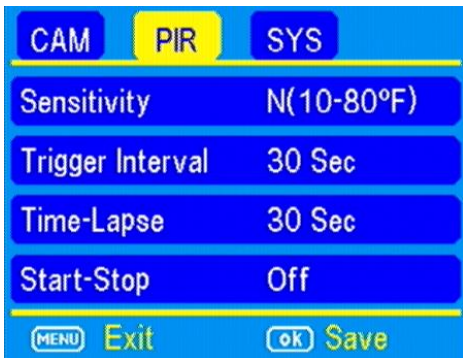 CAM PIR SYS
Sensitivity N(10-80ºF)
Trigger Interval 30 Sec
Time-Lapse 30 Sec
Start-Stop Off
MENU Exit OK Save